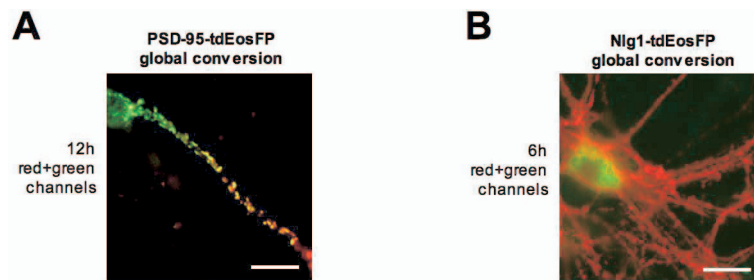 A
PSD-95-tdEosFP
global conversion
12h
red+green
channels
B
Nlg1-tdEosFP
global conversion
6h
red+green
channels